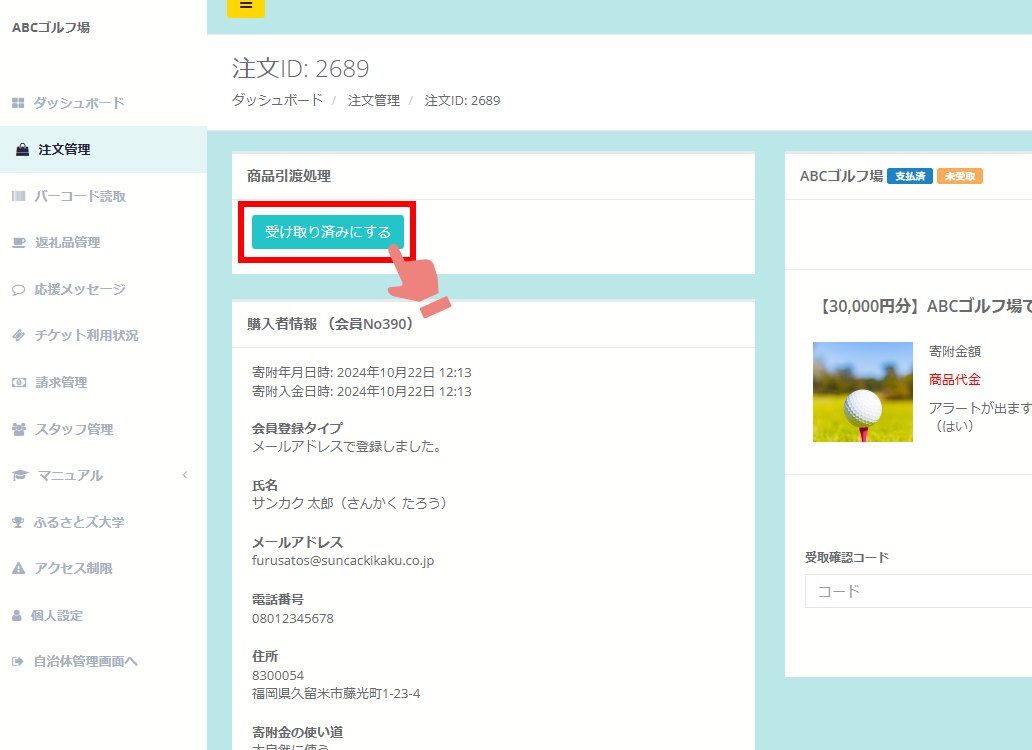 ABCゴルフ場
ダッシュボード
注文管理
バーコード読取
返礼品管理
応援メッセージ
チケット利用状況
請求管理
スタッフ管理
マニュアル
ふるさとズ大学
アクセス制限
個人設定
自治体管理画面へ
注文ID: 2689
ダッシュボード / 注文管理 / 注文ID: 2689
商品引渡処理
受け取り済みにする
購入者情報 （会員No390）
寄附年月日時: 2024年10月22日 12:13
寄附入金日時: 2024年10月22日 12:13
会員登録タイプ
メールアドレスで登録しました。
氏名
サンカク 太郎（さんかく たろう）
メールアドレス
furusatos@suncackikaku.co.jp
電話番号
08012345678
住所
8300054
福岡県久留米市藤光町1-23-4
寄附金の使い道
大自然に使う
ABCゴルフ場 支払済 未受取
【30,000円分】ABCゴルフ場で
寄附金額
商品代金
アラートが出ます
（はい）
受取確認コード
コード